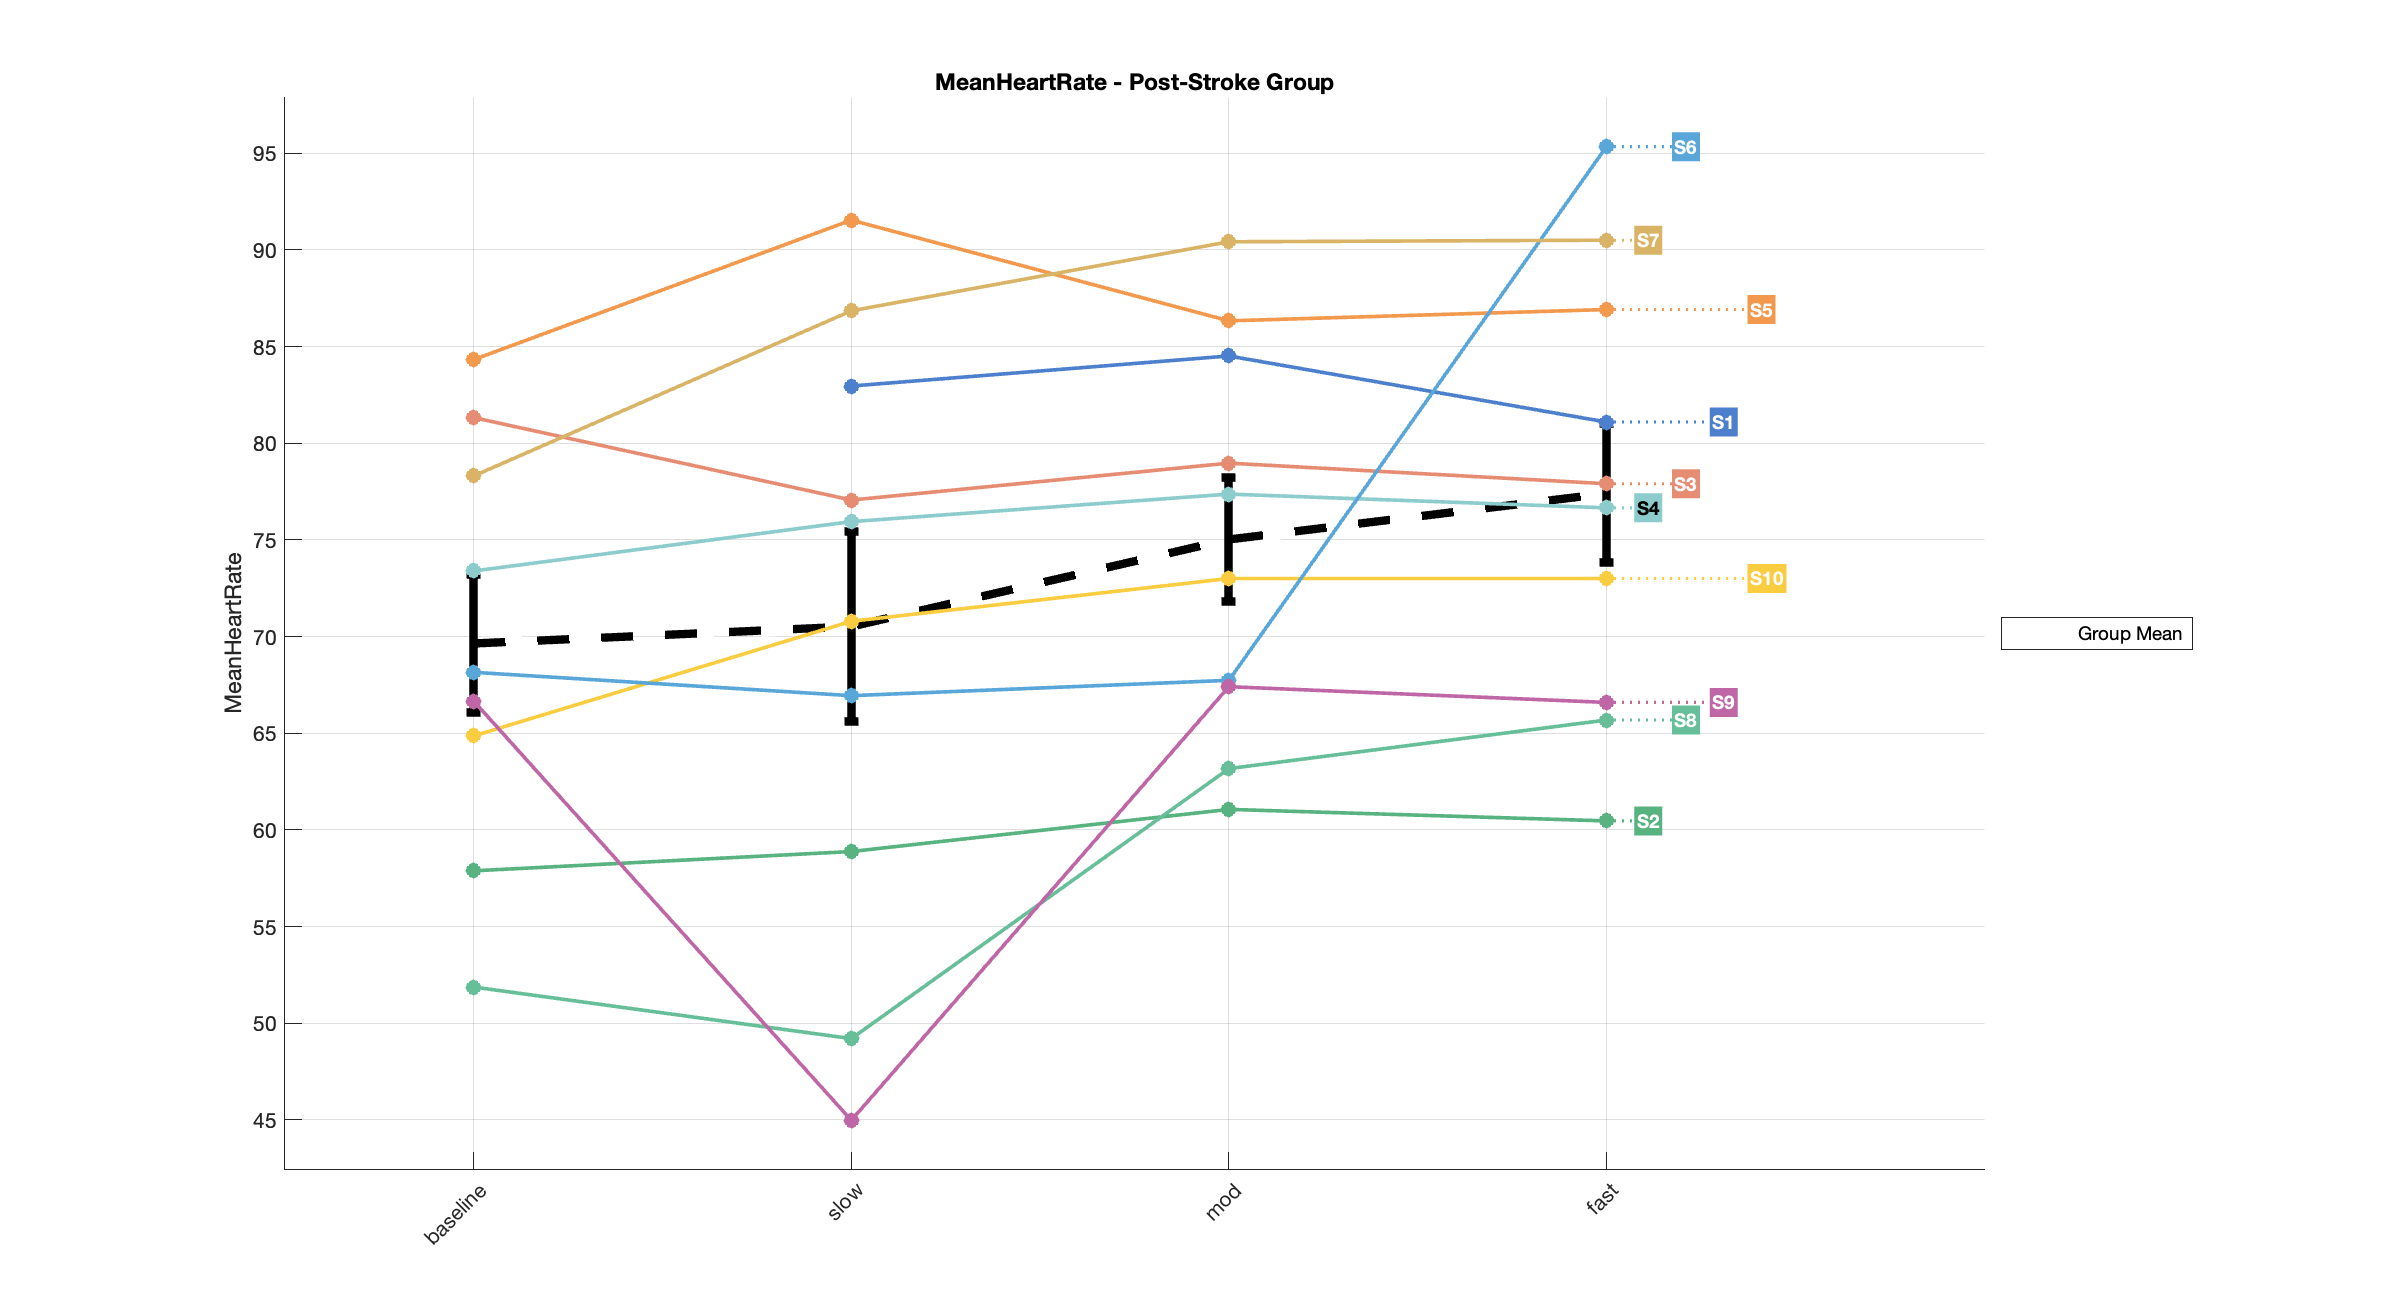 MeanHeartRate - Post-Stroke Group
MeanHeartRate
95
90
85
80
75
70
65
60
55
50
45
baseline
slow
mod
fast
S6
S7
S5
S1
S3
S4
S10
S9
S8
S2
Group Mean